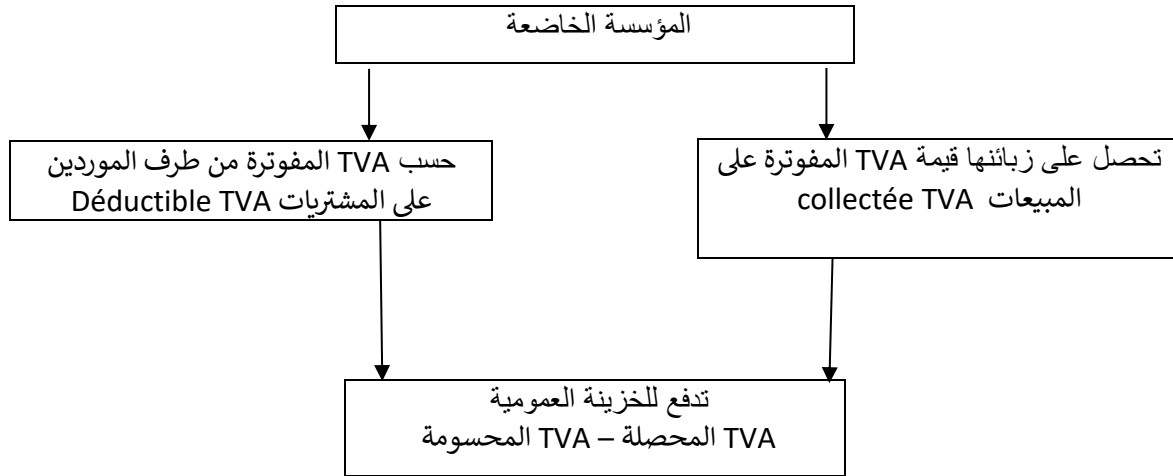 المؤسسة الخاضعة
تحصل على زبائنها قيمة TVA المفوترة على
المبيعات collectée TVA
حسب TVA المفوترة من طرف الموردين
على المشتريات Déductible TVA
تدفع للخزينة العمومية
TVA المحصلة – TVA المحسومة